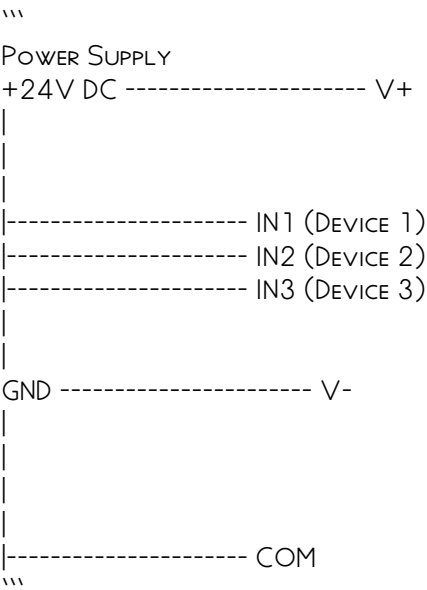 ```
Power Supply
+24V DC ---------------------- V+
|
|
|
|---------------------- IN1 (Device 1)
|---------------------- IN2 (Device 2)
|---------------------- IN3 (Device 3)
|
|
GND ----------------------- V-
|
|
|
|
|---------------------- COM
```